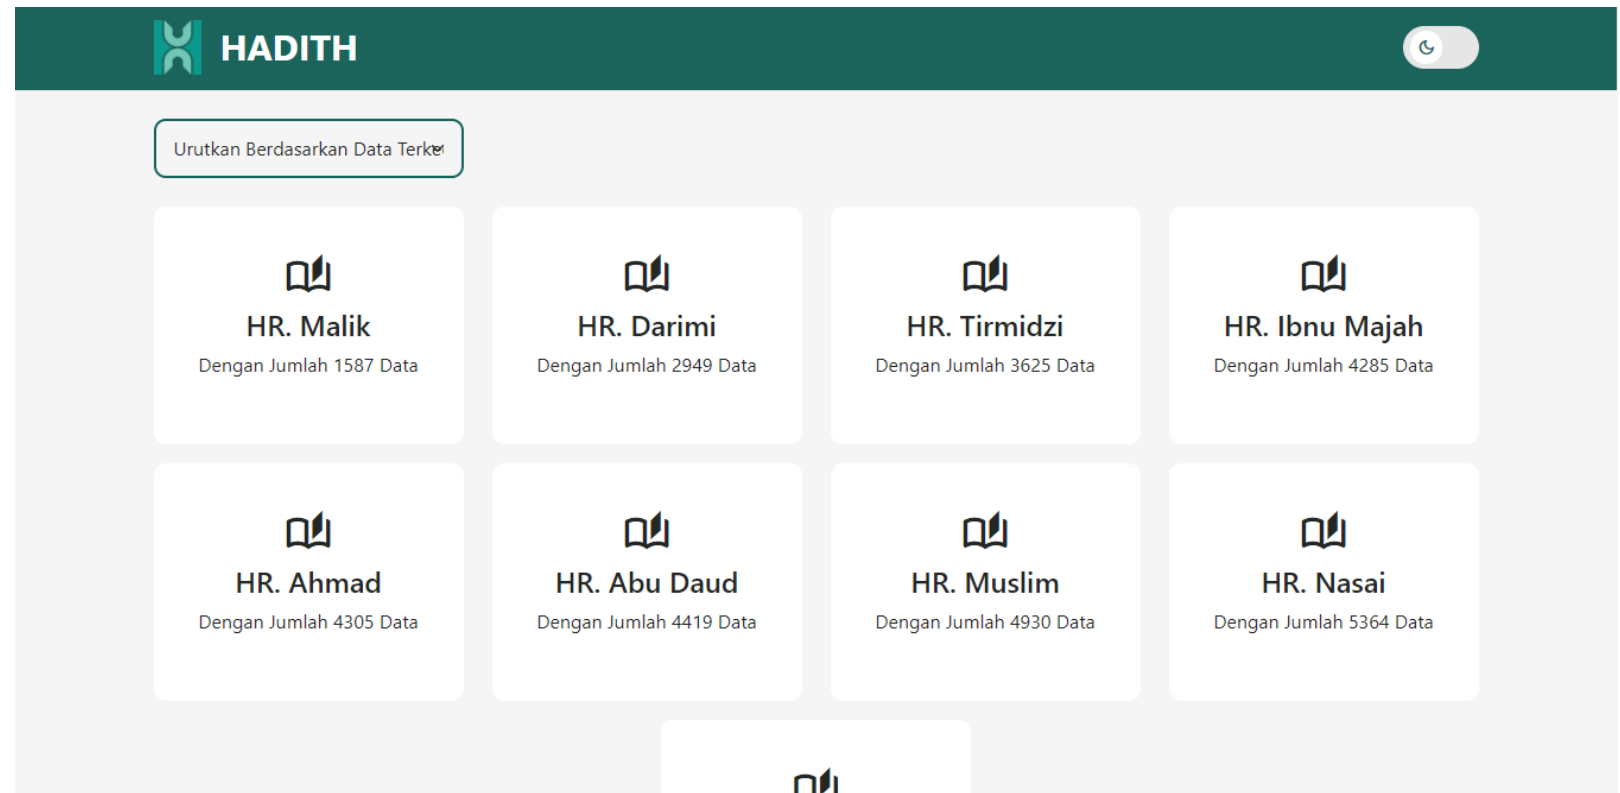 HADITH
Urutkan Berdasarkan Data
HR. Malik
Dengan Jumlah 1587 Data
HR. Darimi
Dengan Jumlah 2949 Data
HR. Tirmidzi
Dengan Jumlah 3625 Data
HR. Ibnu Majah
Dengan Jumlah 4285 Data
HR. Ahmad
Dengan Jumlah 4305 Data
HR. Abu Daud
Dengan Jumlah 4419 Data
HR. Muslim
Dengan Jumlah 4930 Data
HR. Nasai
Dengan Jumlah 5364 Data